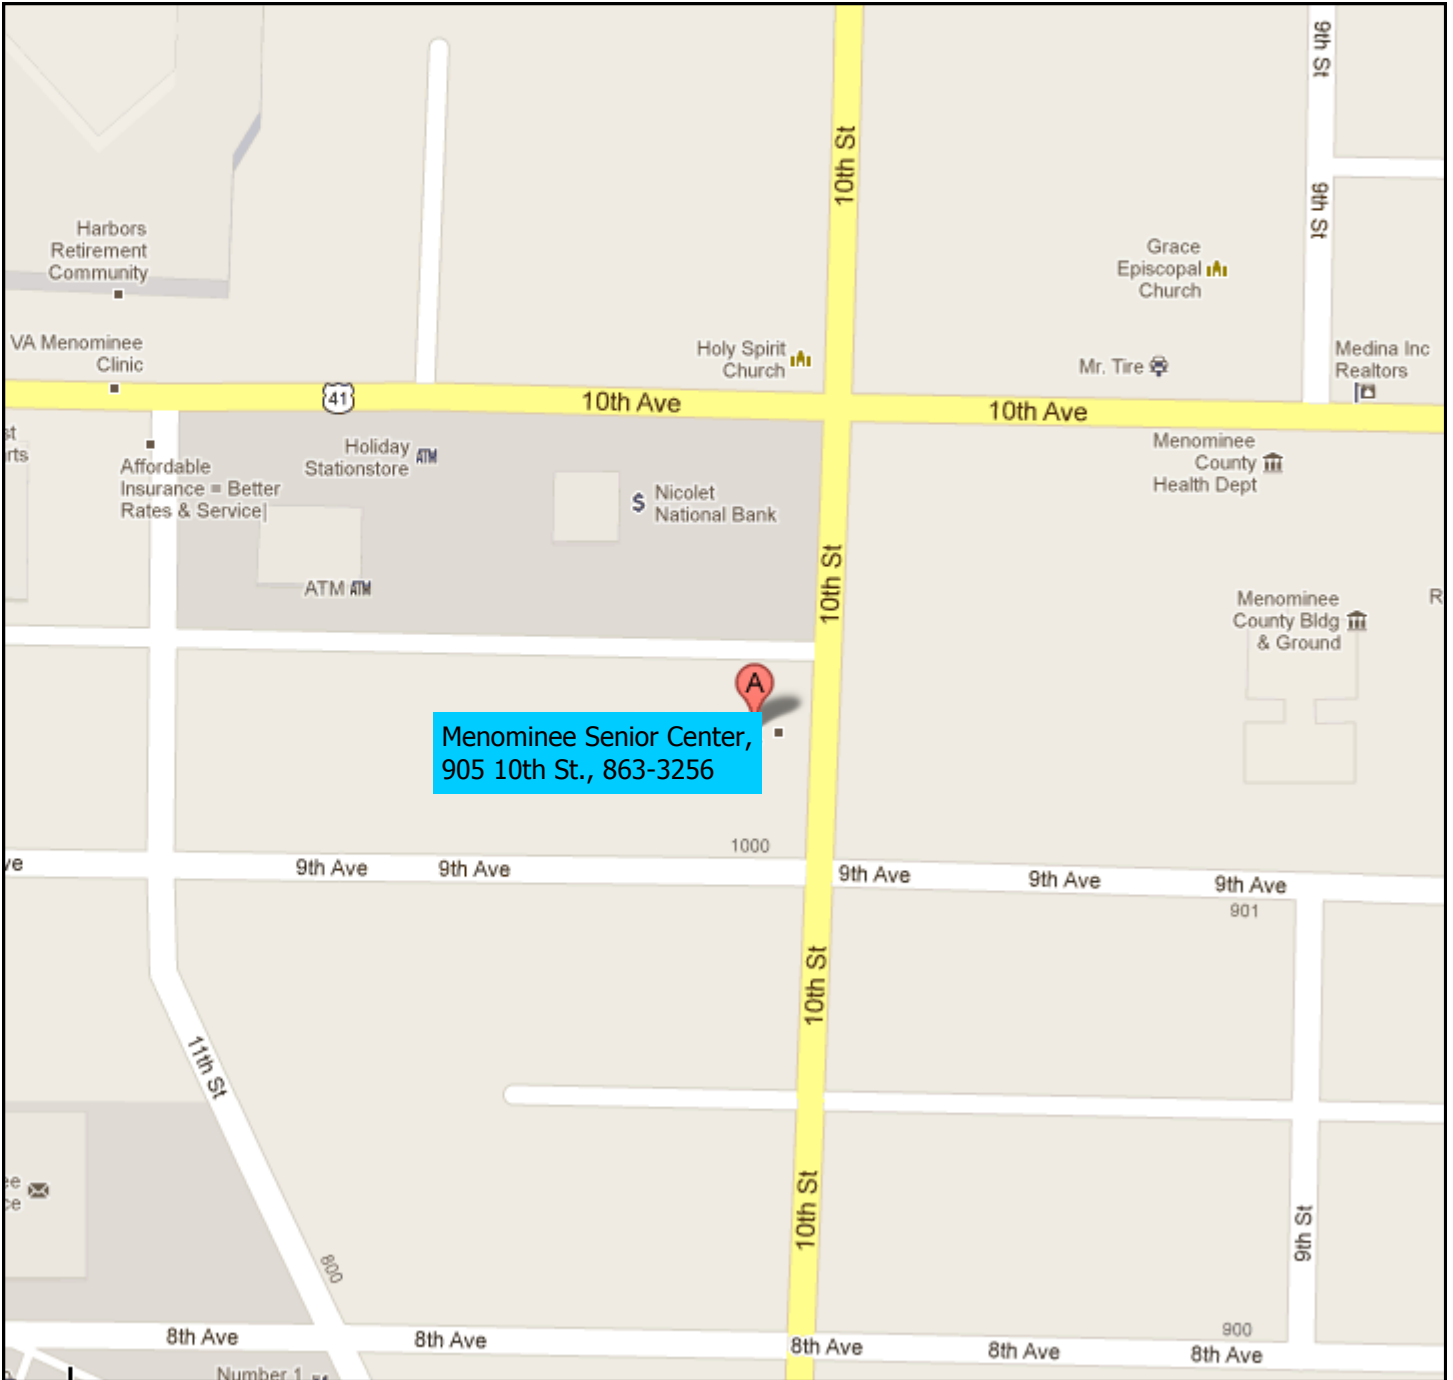 9th St
10th St
9th St
Harbors
Retirement
Community
Grace
Episcopal
Church
VA Menominee
Clinic
Holy Spirit
Church
Mr. Tire
Medina Inc
Realtors
41
10th Ave
10th Ave
Holiday
Stationstore
ATM
Affordable
Insurance = Better
Rates & Service|
$ Nicolet
National Bank
Menominee
County
Health Dept
ATM ATM
10th St
Menominee
County Bldg
& Ground
R
A
Menominee Senior Center,
905 10th St., 863-3256
1000
9th Ave
9th Ave
9th Ave
9th Ave
9th Ave
901
10th St
11th St
10th St
9th St
800
8th Ave
8th Ave
8th Ave
8th Ave
900
8th Ave
Number 1